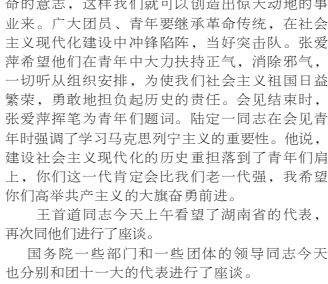 命的意志，这样我们就可以创造出惊天动地的事
业来。广大团员、青年要继承革命传统，在社会
主义现代化建设中冲锋陷阵，当好突击队。张爱
萍希望他们在青年中大力扶持正气，消除邪气，
一切听从组织安排，为使我们社会主义祖国日益
繁荣，勇敢地担负起历史的责任。会见结束时，
张爱萍挥笔为青年们题词。陆定一同志在会见青
年时强调了学习马克思列宁主义的重要性。他说，
建设社会主义现代化的历史重担落到了青年们肩
上，你们这一代肯定会比我们老一代强，我希望
你们高举共产主义的大旗奋勇前进。
王首道同志今天上午看望了湖南省的代表，
再次同他们进行了座谈。
国务院一些部门和一些团体的领导同志今天
也分别和团十一大的代表进行了座谈。